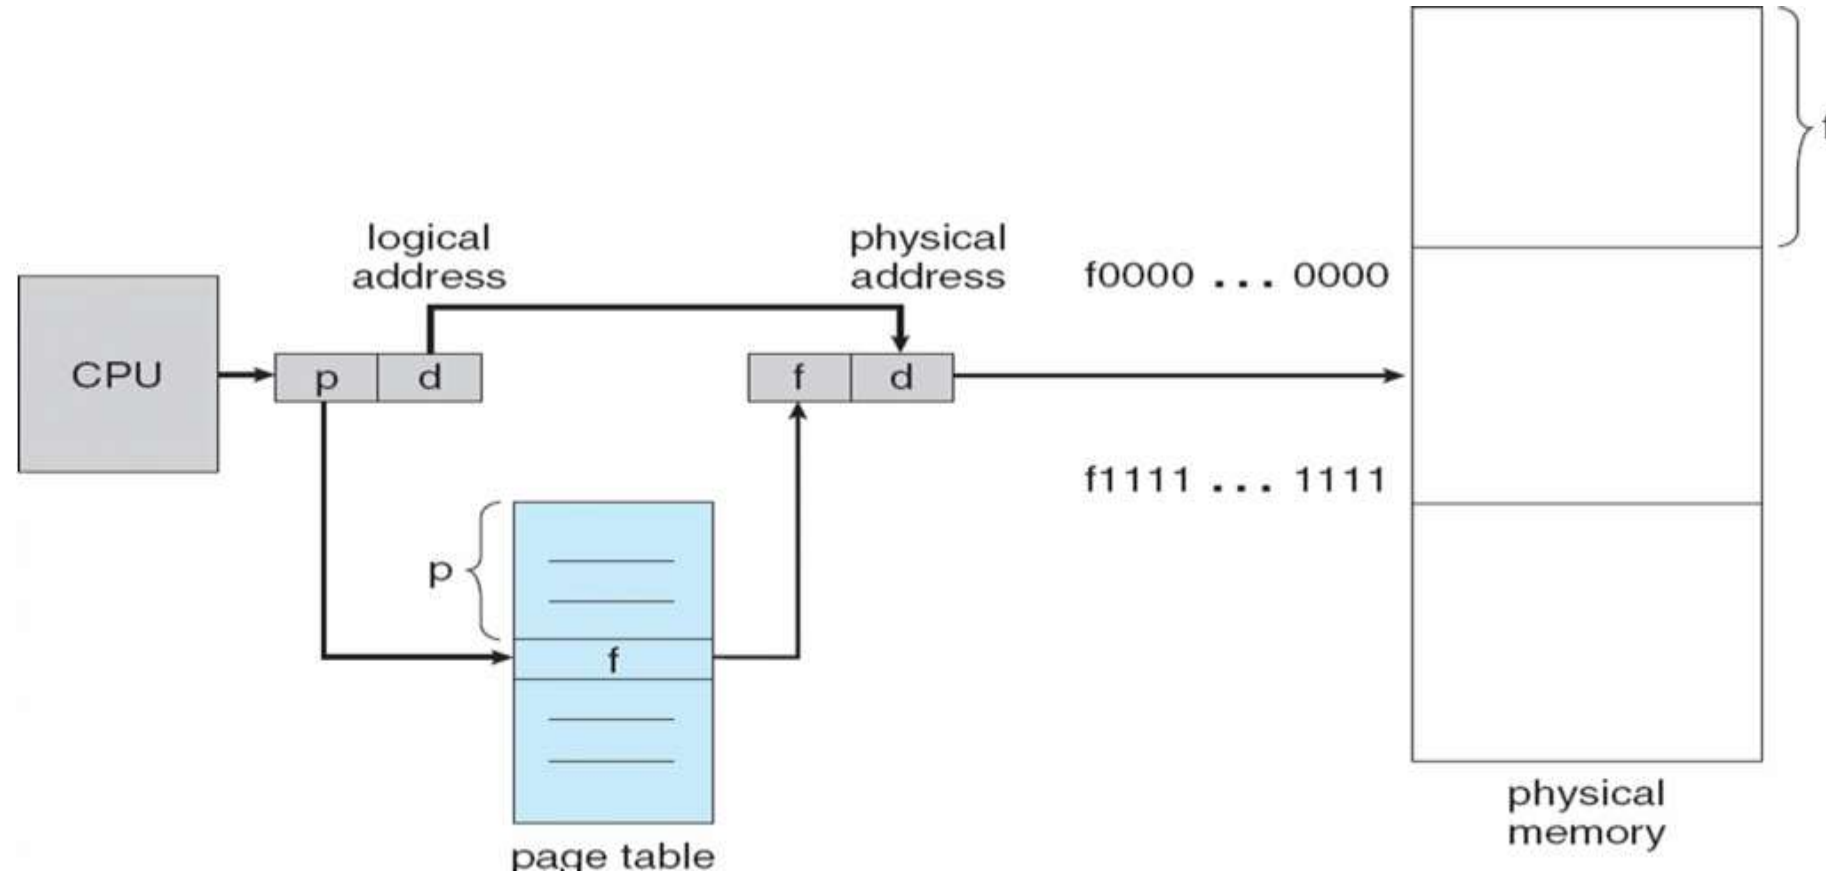 logical
address
physical
address
f0000 ... 0000
f
CPU
p
d
f
d
f1111 ... 1111
p
f
physical
memory
page table